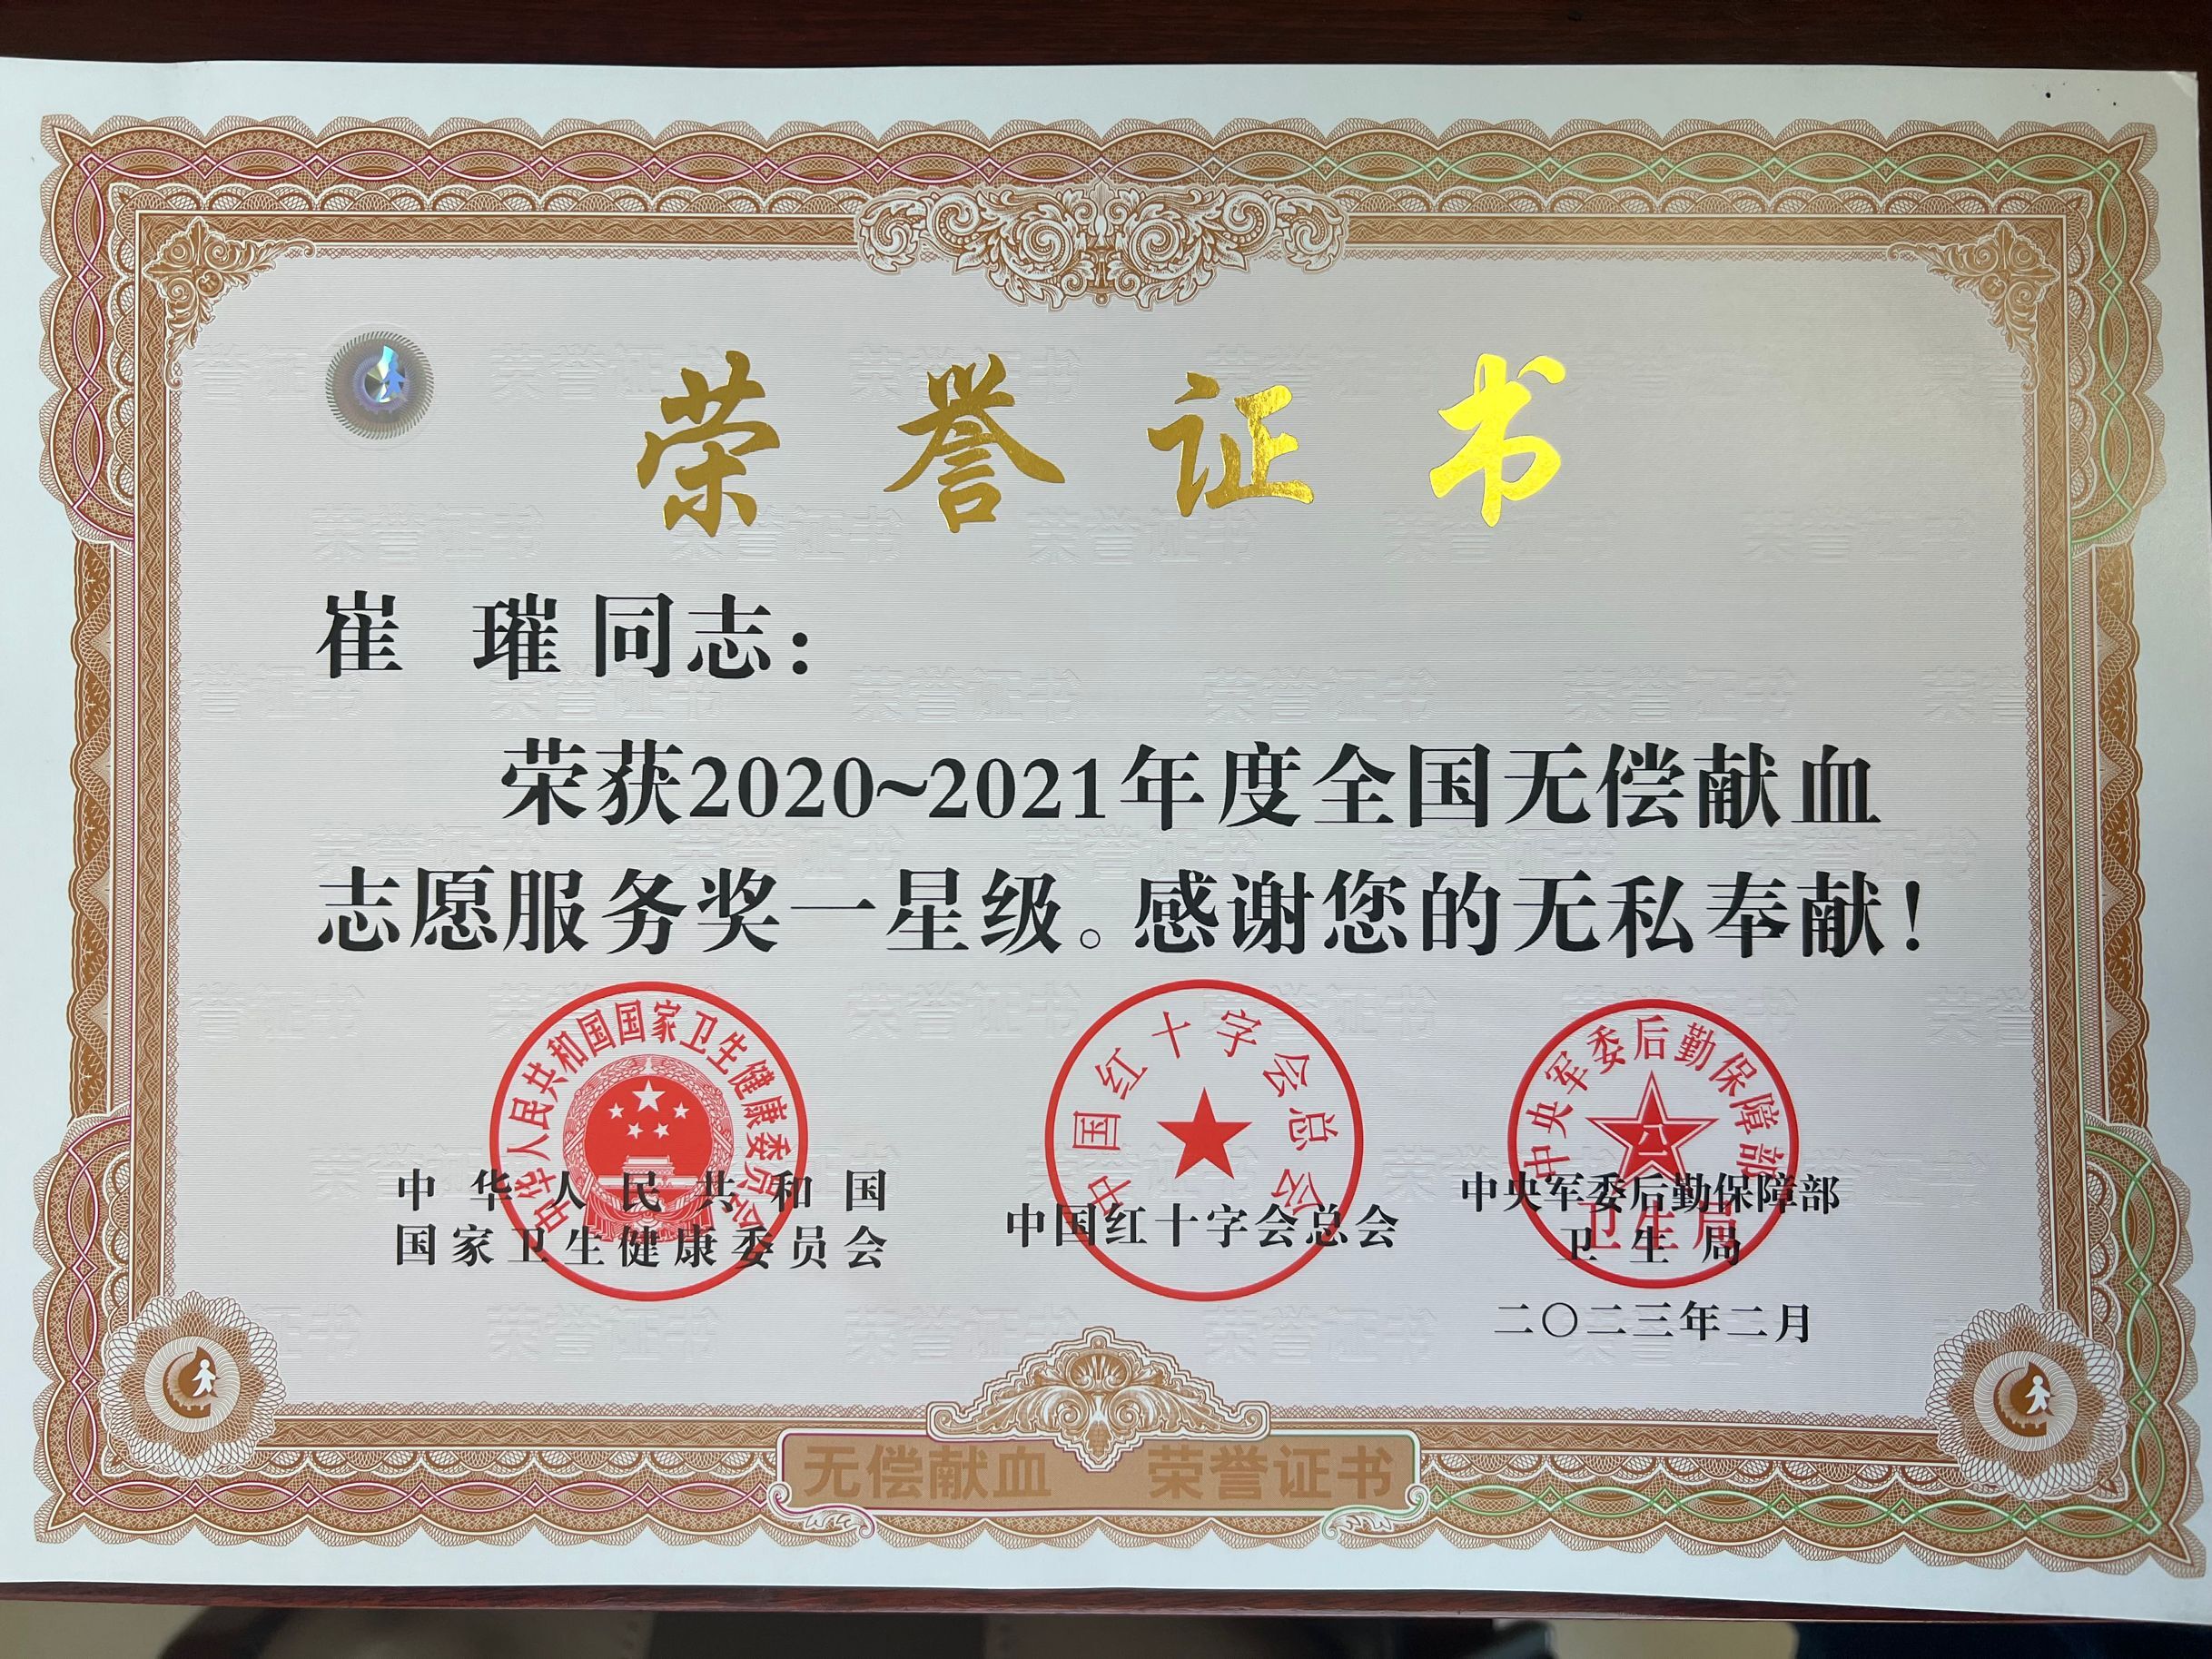 荣誉证书
崔 璀同志：
荣获2020~2021年度全国无偿献血
志愿服务奖一星级。感谢您的无私奉献！
中华人民共和国国家卫生健康委员会
中国红十字会总会
中央军委后勤保障部
卫生局
中华人民共和国
国家卫生健康委员会
中国红十字会总会
中央军委后勤保障部
卫生局
二〇二三年二月
无偿献血 荣誉证书